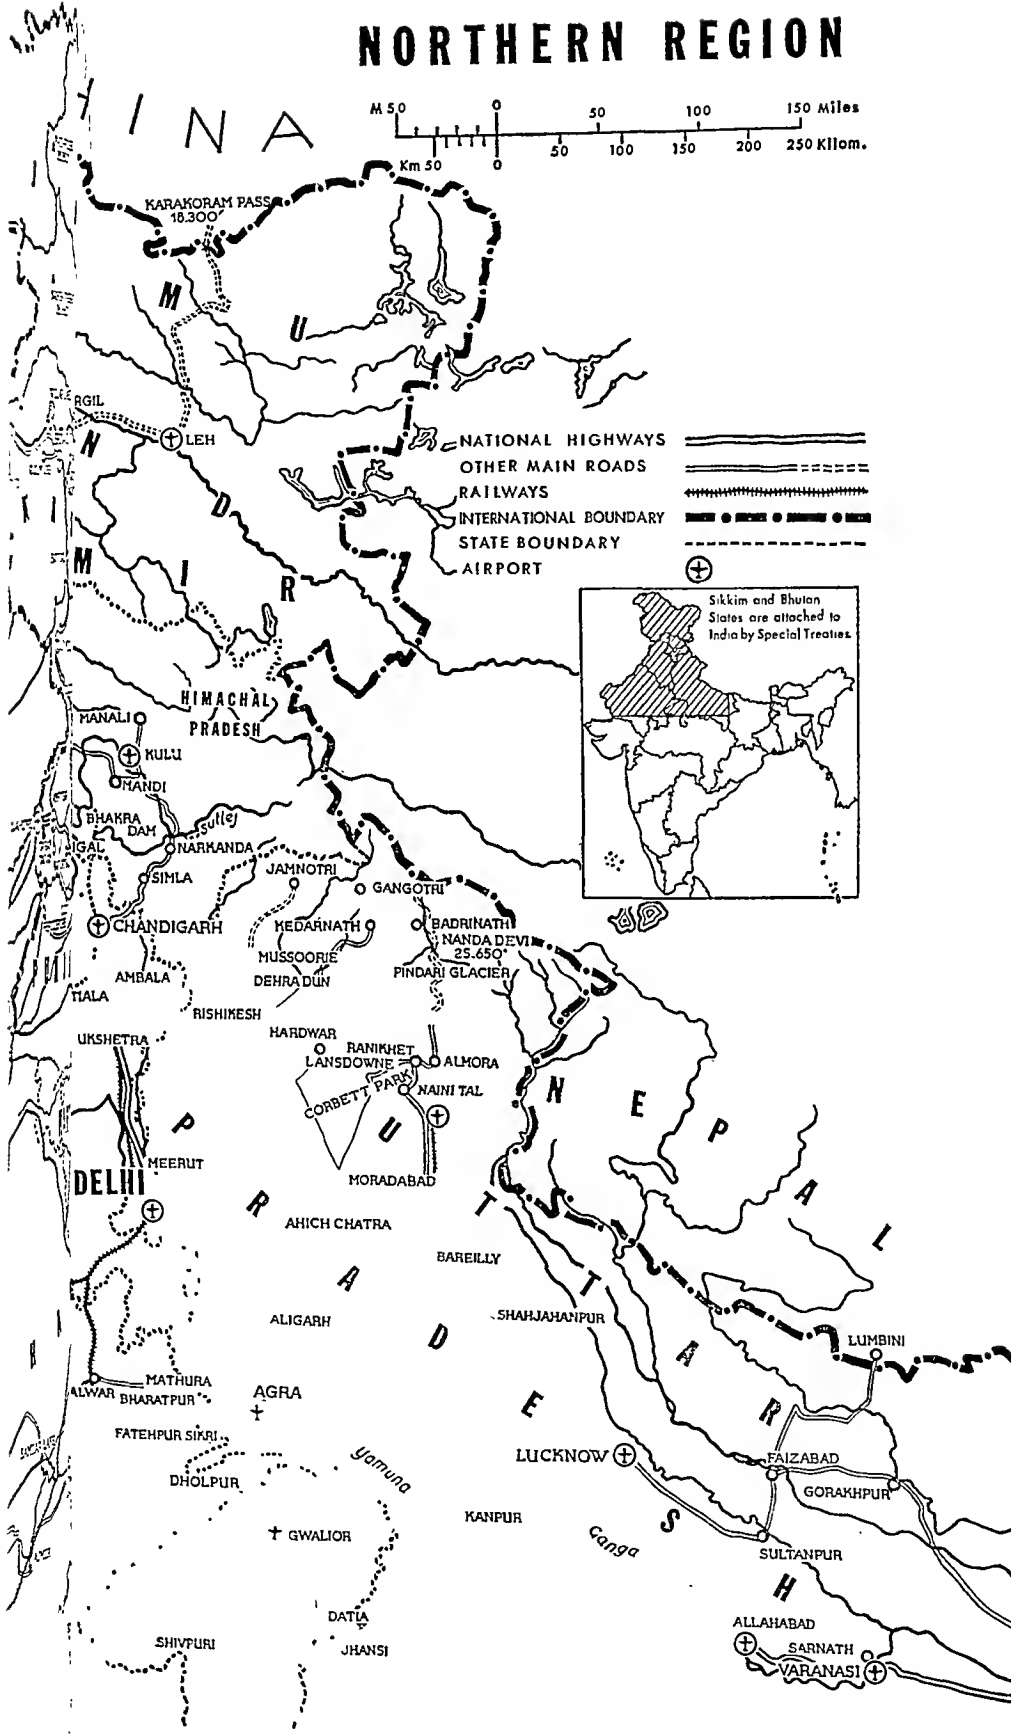 NORTHERN REGION
M 50 0 50 100 150 Miles
Km 50 0 50 100 150 200 250 Kilom.
INA
KARAKORAM PASS
18.300'
M
U
RGIL
LEH
N
D
M
I
R
NATIONAL HIGHWAYS
OTHER MAIN ROADS
RAILWAYS
INTERNATIONAL BOUNDARY
STATE BOUNDARY
AIRPORT
Sikkim and Bhutan
States are attached to
India by Special Treaties.
HIMACHAL
PRADESH
MANALI
KULU
MANDI
BHAKRA
DAM
Sutlej
IGAL
NARKANDA
SIMLA
JAMNOTRI
GANGOTRI
CHANDIGARH
KEDARNATH
BADRINATH
NANDA DEVI
25.650'
MUSSOORIE
DEHRA DUN
PINDARI GLACIER
AMBALA
TIALA
RISHIKESH
UKSHETRA
HARDWAR
RANIKHET
LANSDOWNE
ALMORA
CORBETT PARK
NAINI TAL
N E P A L
P
U
MEERUT
DELHI
MORADABAD
R
T
AHICH CHATRA
BAREILLY
A
T
ALIGARH
SHAHJAHANPUR
D
A
LUMBINI
ALWAR
MATHURA
BHARATPUR
AGRA
E
R
FATEHPUR SIKRI
DHOLPUR
Yamuna
LUCKNOW
FAIZABAD
GORAKHPUR
GWALIOR
KANPUR
Ganga
S
SULTANPUR
H
DATIA
JHANSI
SHIVPURI
ALLAHABAD
SARNATH
VARANASI